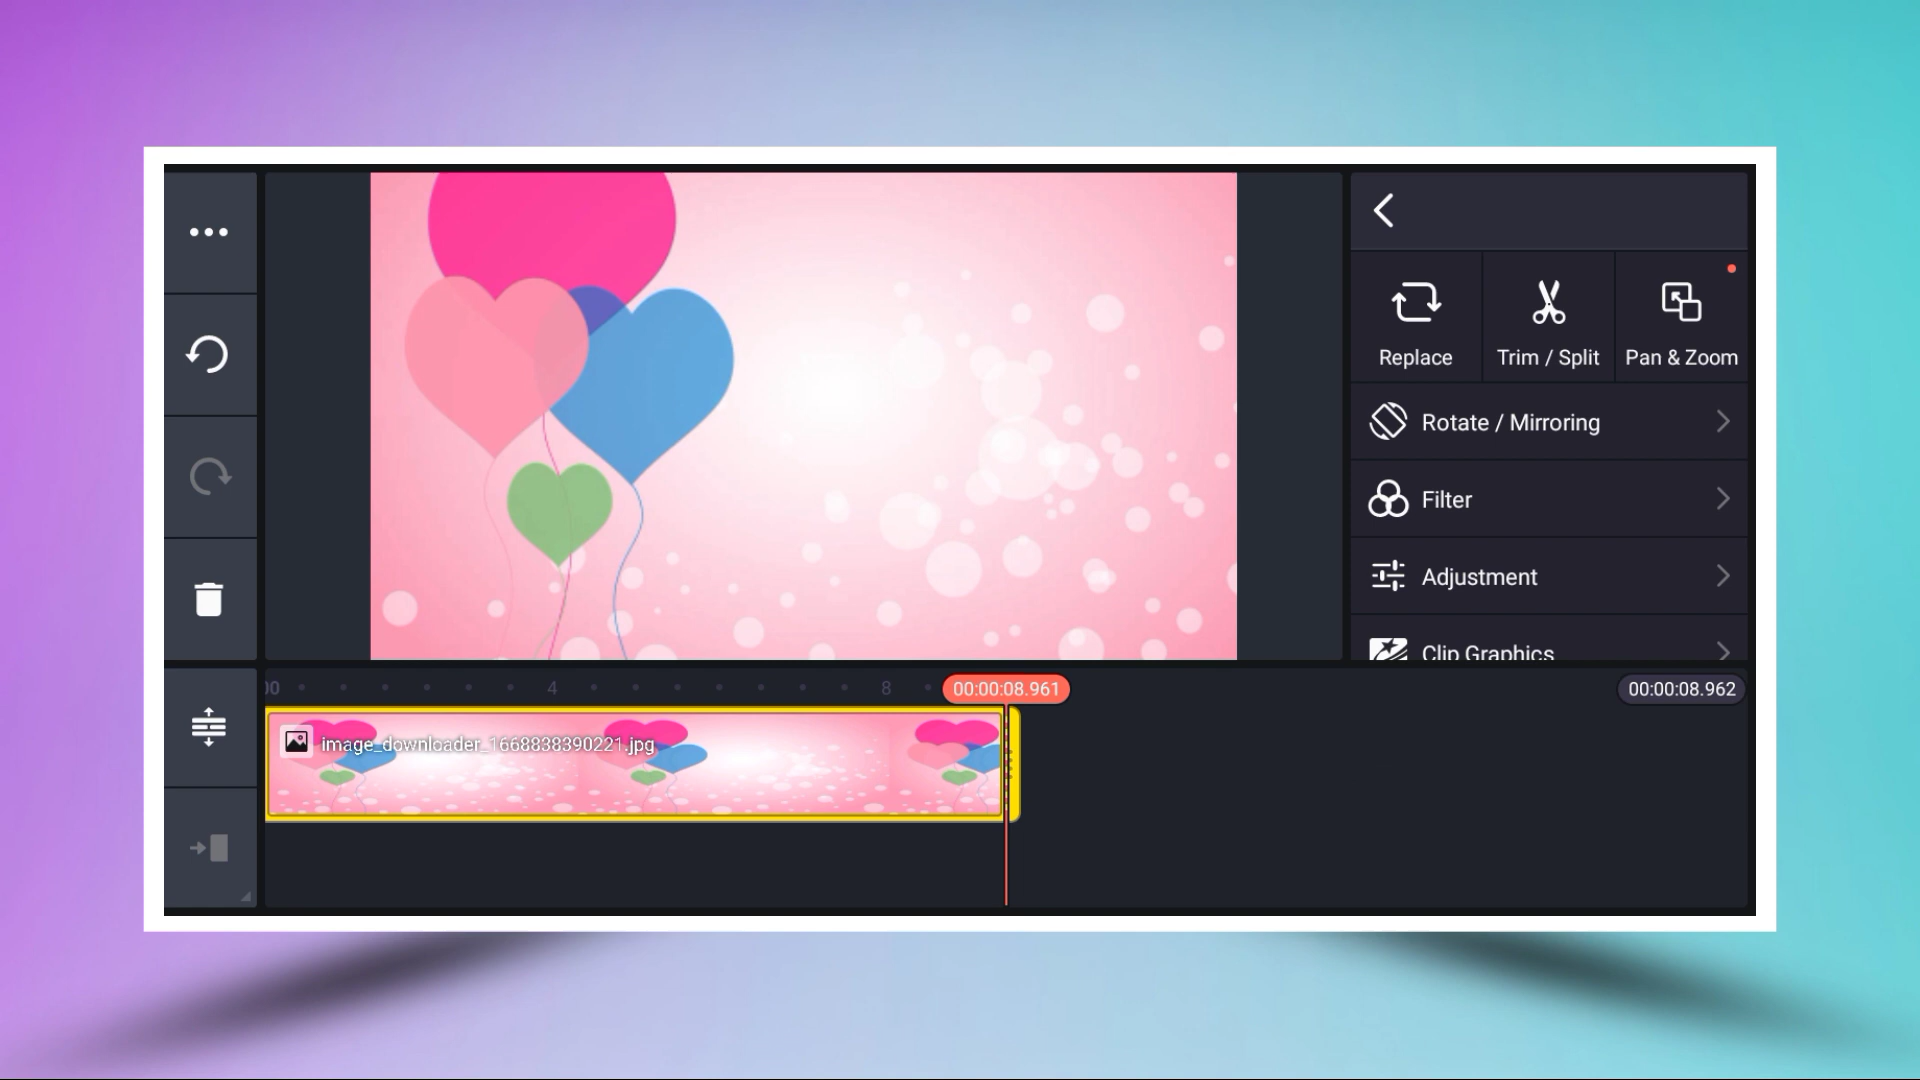 Replace
Trim / Split
Pan & Zoom
Rotate / Mirroring
Filter
Adjustment
Clip Graphics
00
4
8
00:00:08.961
00:00:08.962
image_downloader_1668838390221.jpg